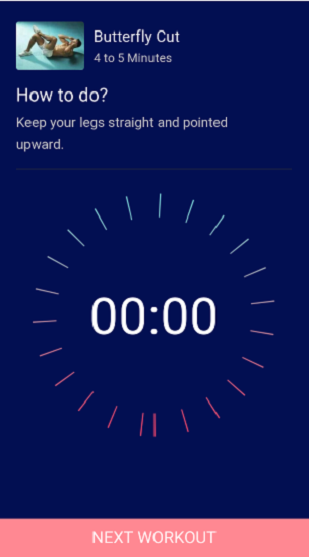 Butterfly Cut
4 to 5 Minutes
How to do?
Keep your legs straight and pointed
upward.
00:00
NEXT WORKOUT